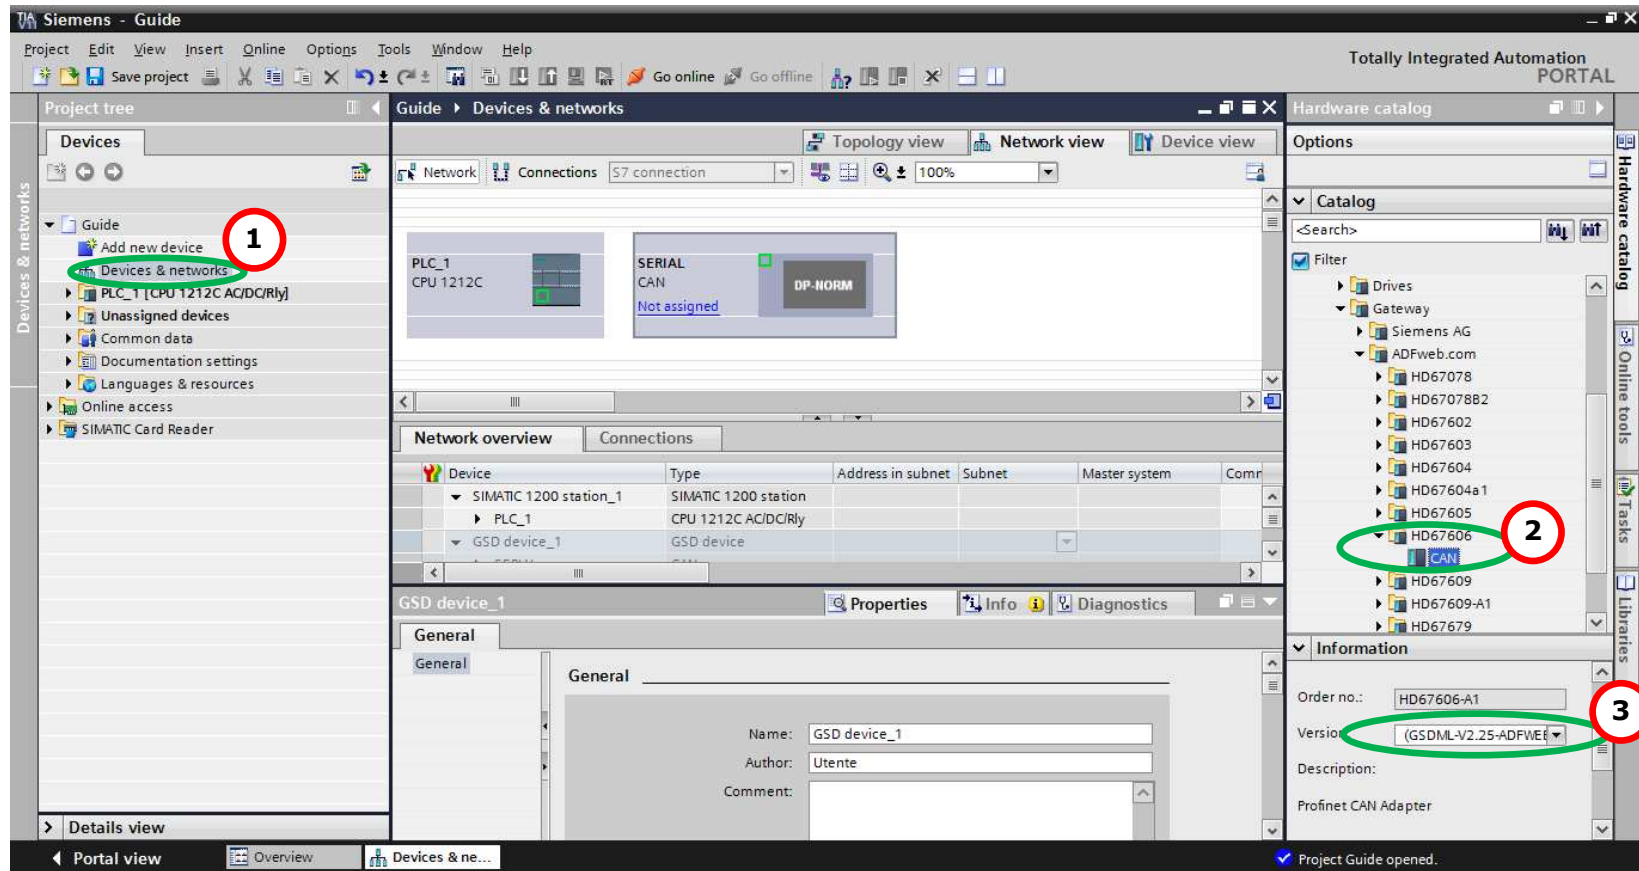 Siemens - Guide
Project Edit View Insert Online Options Tools Window Help
Totally Integrated Automation
PORTAL
Save project Go online Go offline
Project tree
Guide Devices & networks
Hardware catalog
Devices
Topology view Network view Device view
Options
Network Connections S7 connection 100%
Catalog
<Search>
Filter
Devices & networks
Guide
Add new device
Devices & networks
PLC_1 [CPU 1212C AC/DC/Rly]
Unassigned devices
Common data
Documentation settings
Languages & resources
Online access
SIMATIC Card Reader
1
PLC_1
CPU 1212C
SERIAL
CAN
Not assigned
DP-NORM
Drives
Gateway
Siemens AG
ADFweb.com
HD67078
HD67078B2
HD67602
HD67603
HD67604
HD67604a1
HD67605
HD67606
CAN
HD67609
HD67609-A1
HD67679
2
Hardware catalog
Online tools
Tasks
Libraries
Network overview Connections
Device Type Address in subnet Subnet Master system Comm
SIMATIC 1200 station_1 SIMATIC 1200 station
PLC_1 CPU 1212C AC/DC/Rly
GSD device_1 GSD device
GSD device_1
Properties Info Diagnostics
General
General
General
Name: GSD device_1
Author: Utente
Comment:
Information
Order no.: HD67606-A1
Version (GSDML-V2.25-ADFWEB
3
Description:
Profinet CAN Adapter
Details view
Portal view Overview Devices & ne...
Project Guide opened.